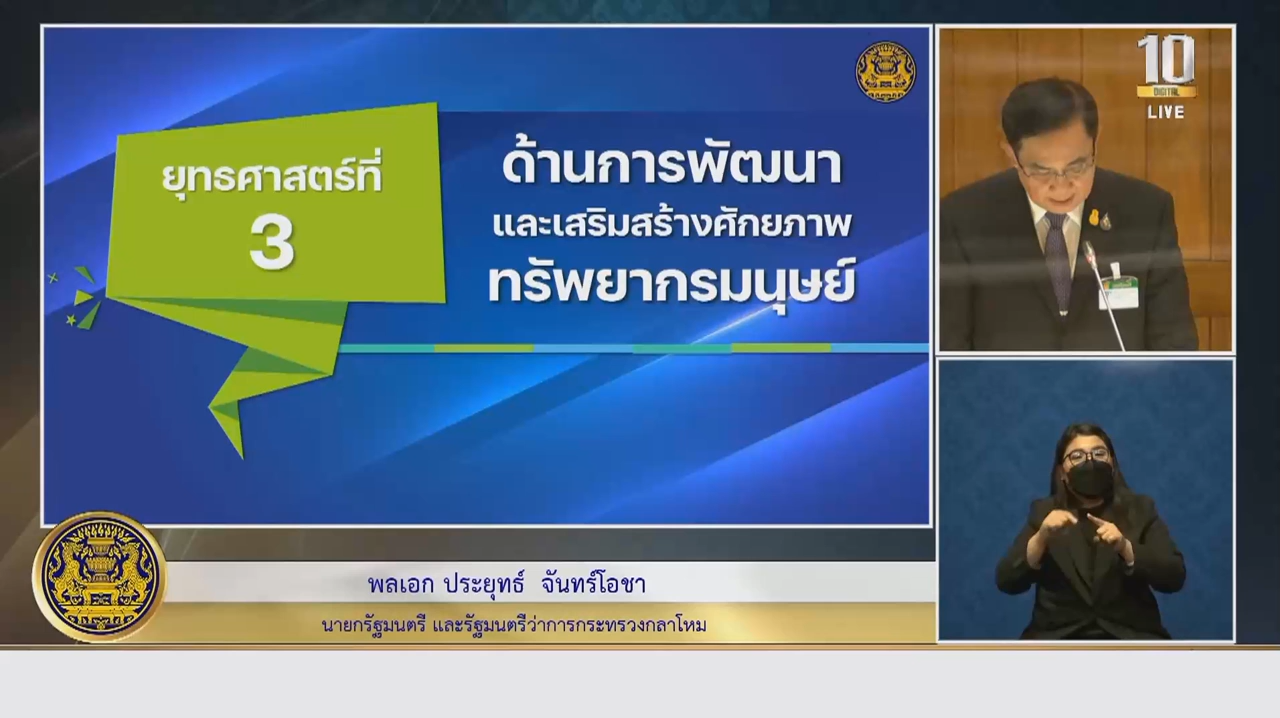 ยุทธศาสตร์ที่
3
ด้านการพัฒนา
และเสริมสร้างศักยภาพ
ทรัพยากรมนุษย์
10
DIGITAL
LIVE
พลเอก ประยุทธ์ จันทร์โอชา
นายกรัฐมนตรี และรัฐมนตรีว่าการกระทรวงกลาโหม